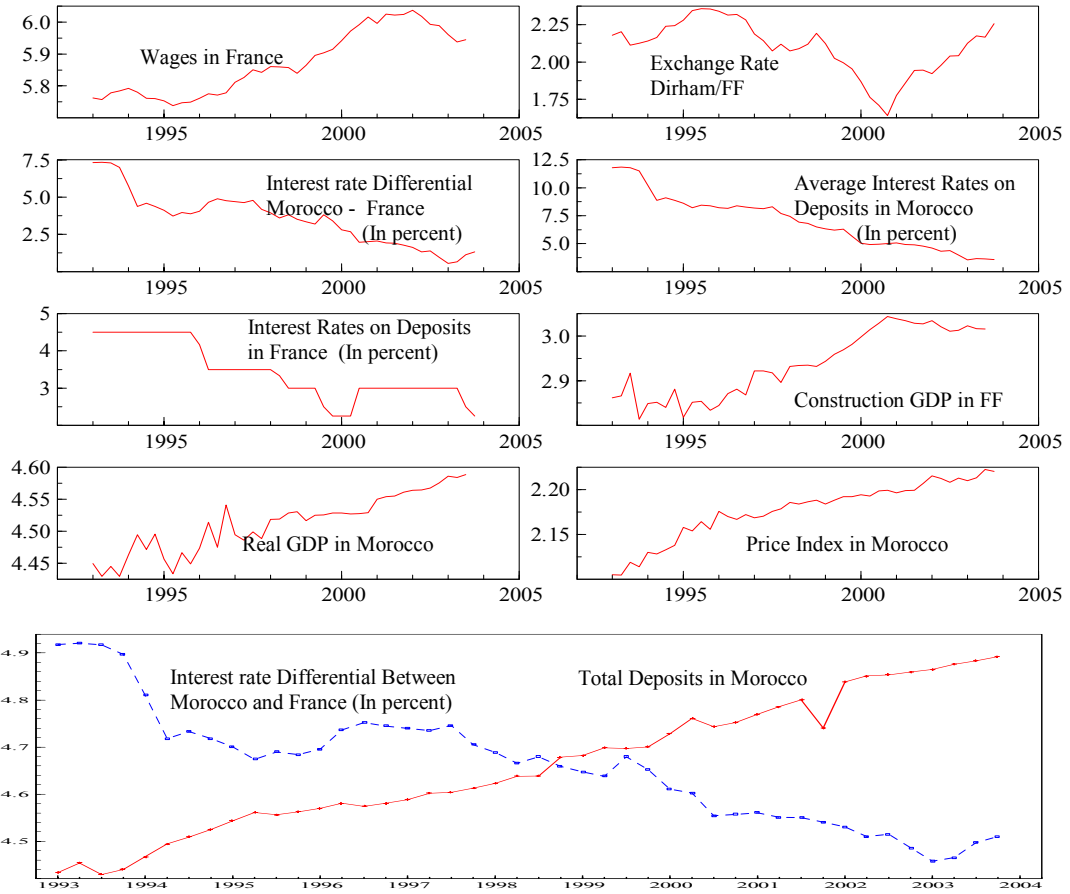 6.0
5.9
5.8
Wages in France
1995
2000
2005
2.25
2.00
1.75
Exchange Rate
Dirham/FF
1995
2000
2005
7.5
5.0
2.5
Interest rate Differential
Morocco - France
(In percent)
1995
2000
2005
12.5
10.0
7.5
5.0
Average Interest Rates on
Deposits in Morocco
(In percent)
1995
2000
2005
5
4
3
Interest Rates on Deposits
in France (In percent)
1995
2000
2005
3.0
2.9
Construction GDP in FF
1995
2000
2005
4.60
4.55
4.50
4.45
Real GDP in Morocco
1995
2000
2005
2.20
2.15
Price Index in Morocco
1995
2000
2005
4.9
4.8
4.7
4.6
4.5
Interest rate Differential Between
Morocco and France (In percent)
Total Deposits in Morocco
1993 1994 1995 1996 1997 1998 1999 2000 2001 2002 2003 2004